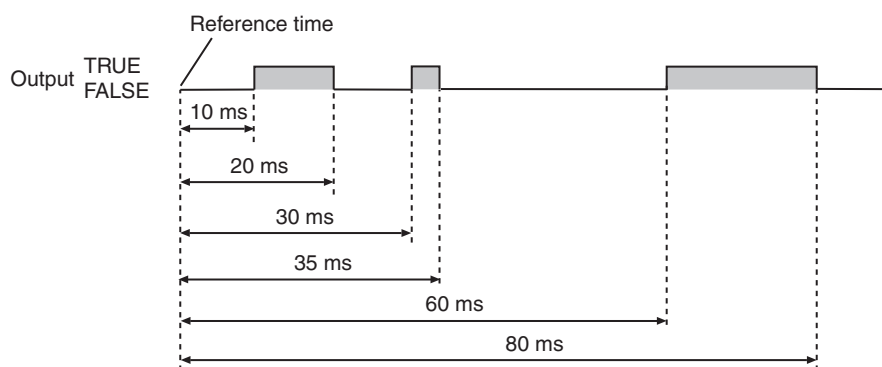 Reference time
Output TRUE
FALSE
10 ms
20 ms
30 ms
35 ms
60 ms
80 ms